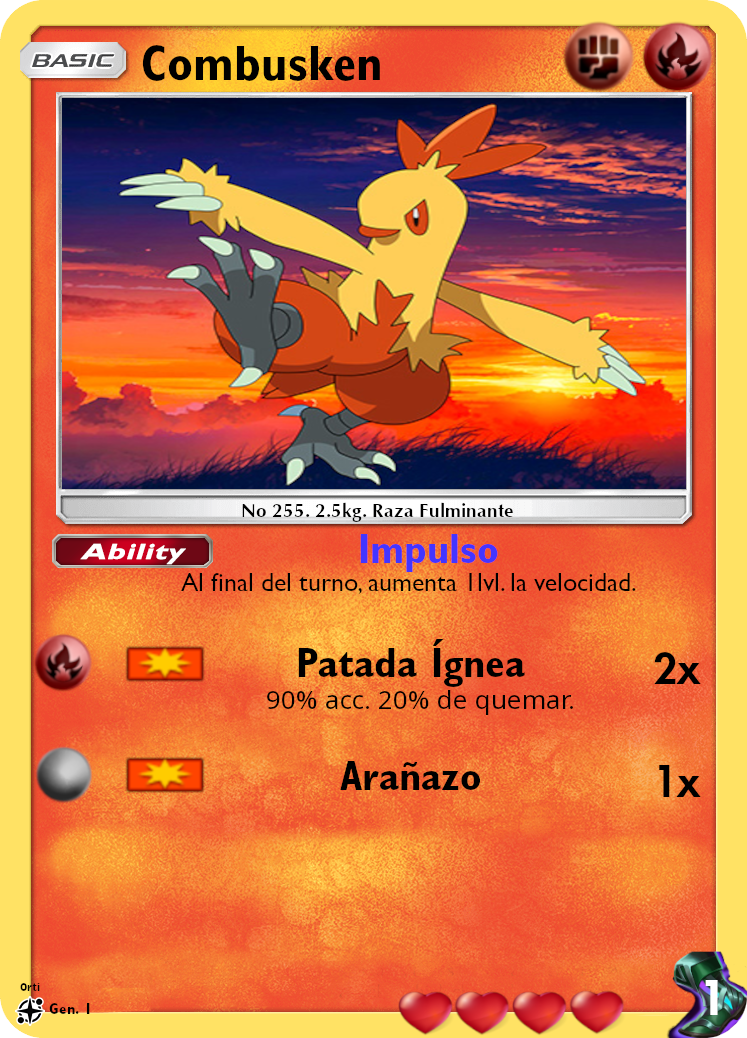 BASIC Combusken
No 255. 2.5kg. Raza Fulminante
Ability Impulso
Al final del turno, aumenta 1lvl. la velocidad.
Patada Ígnea 2x
90% acc. 20% de quemar.
Arañazo 1x
Orti
Gen. I
1